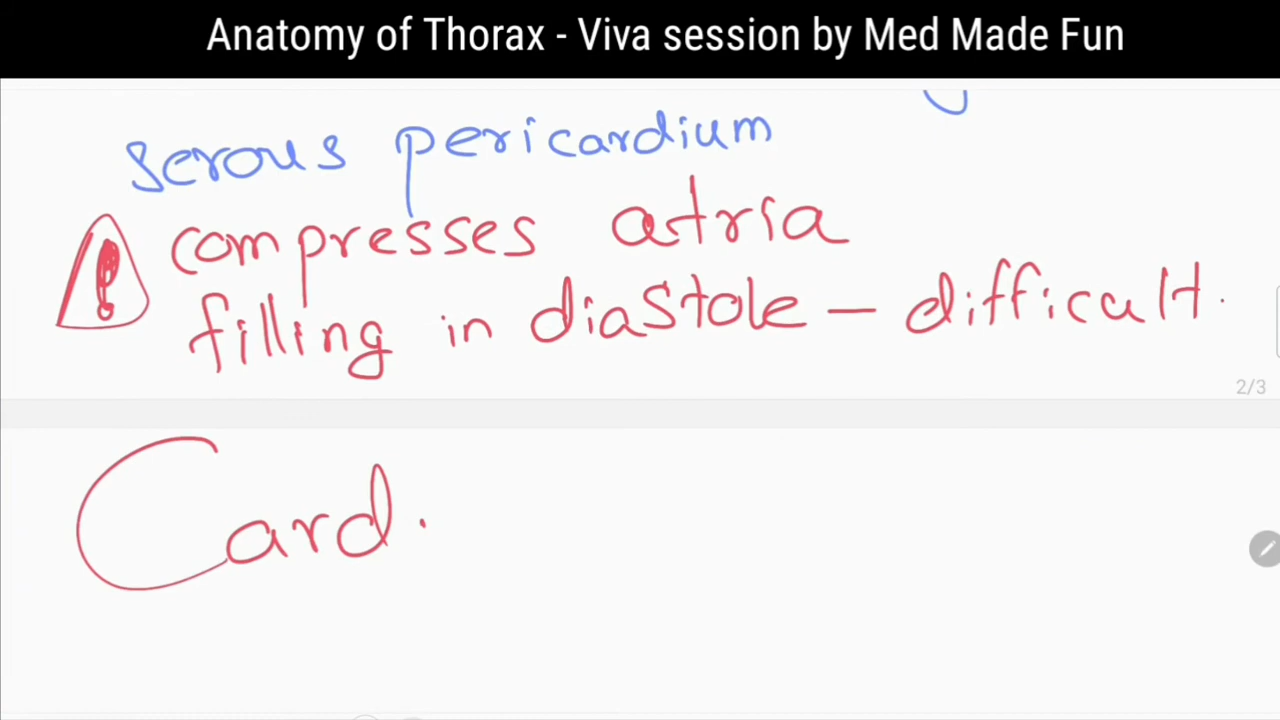 Anatomy of Thorax - Viva session by Med Made Fun
serous pericardium
compresses atria
filling in diastole – difficult.
2/3
Card.